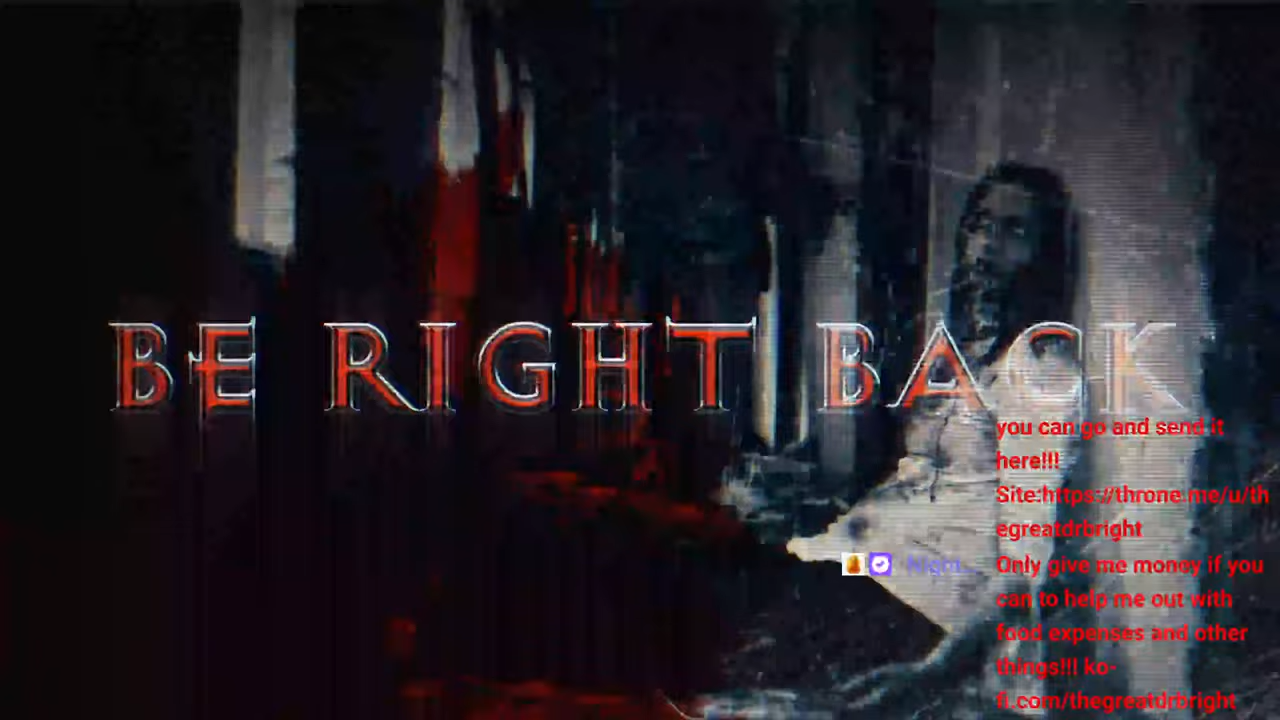 BE RIGHT BACK
you can go and send it
here!!!
Site:https://throne.me/u/th
egreatdrbright
Night...
Only give me money if you
can to help me out with
food expenses and other
things!!! ko-
fi.com/thegreatdrbright